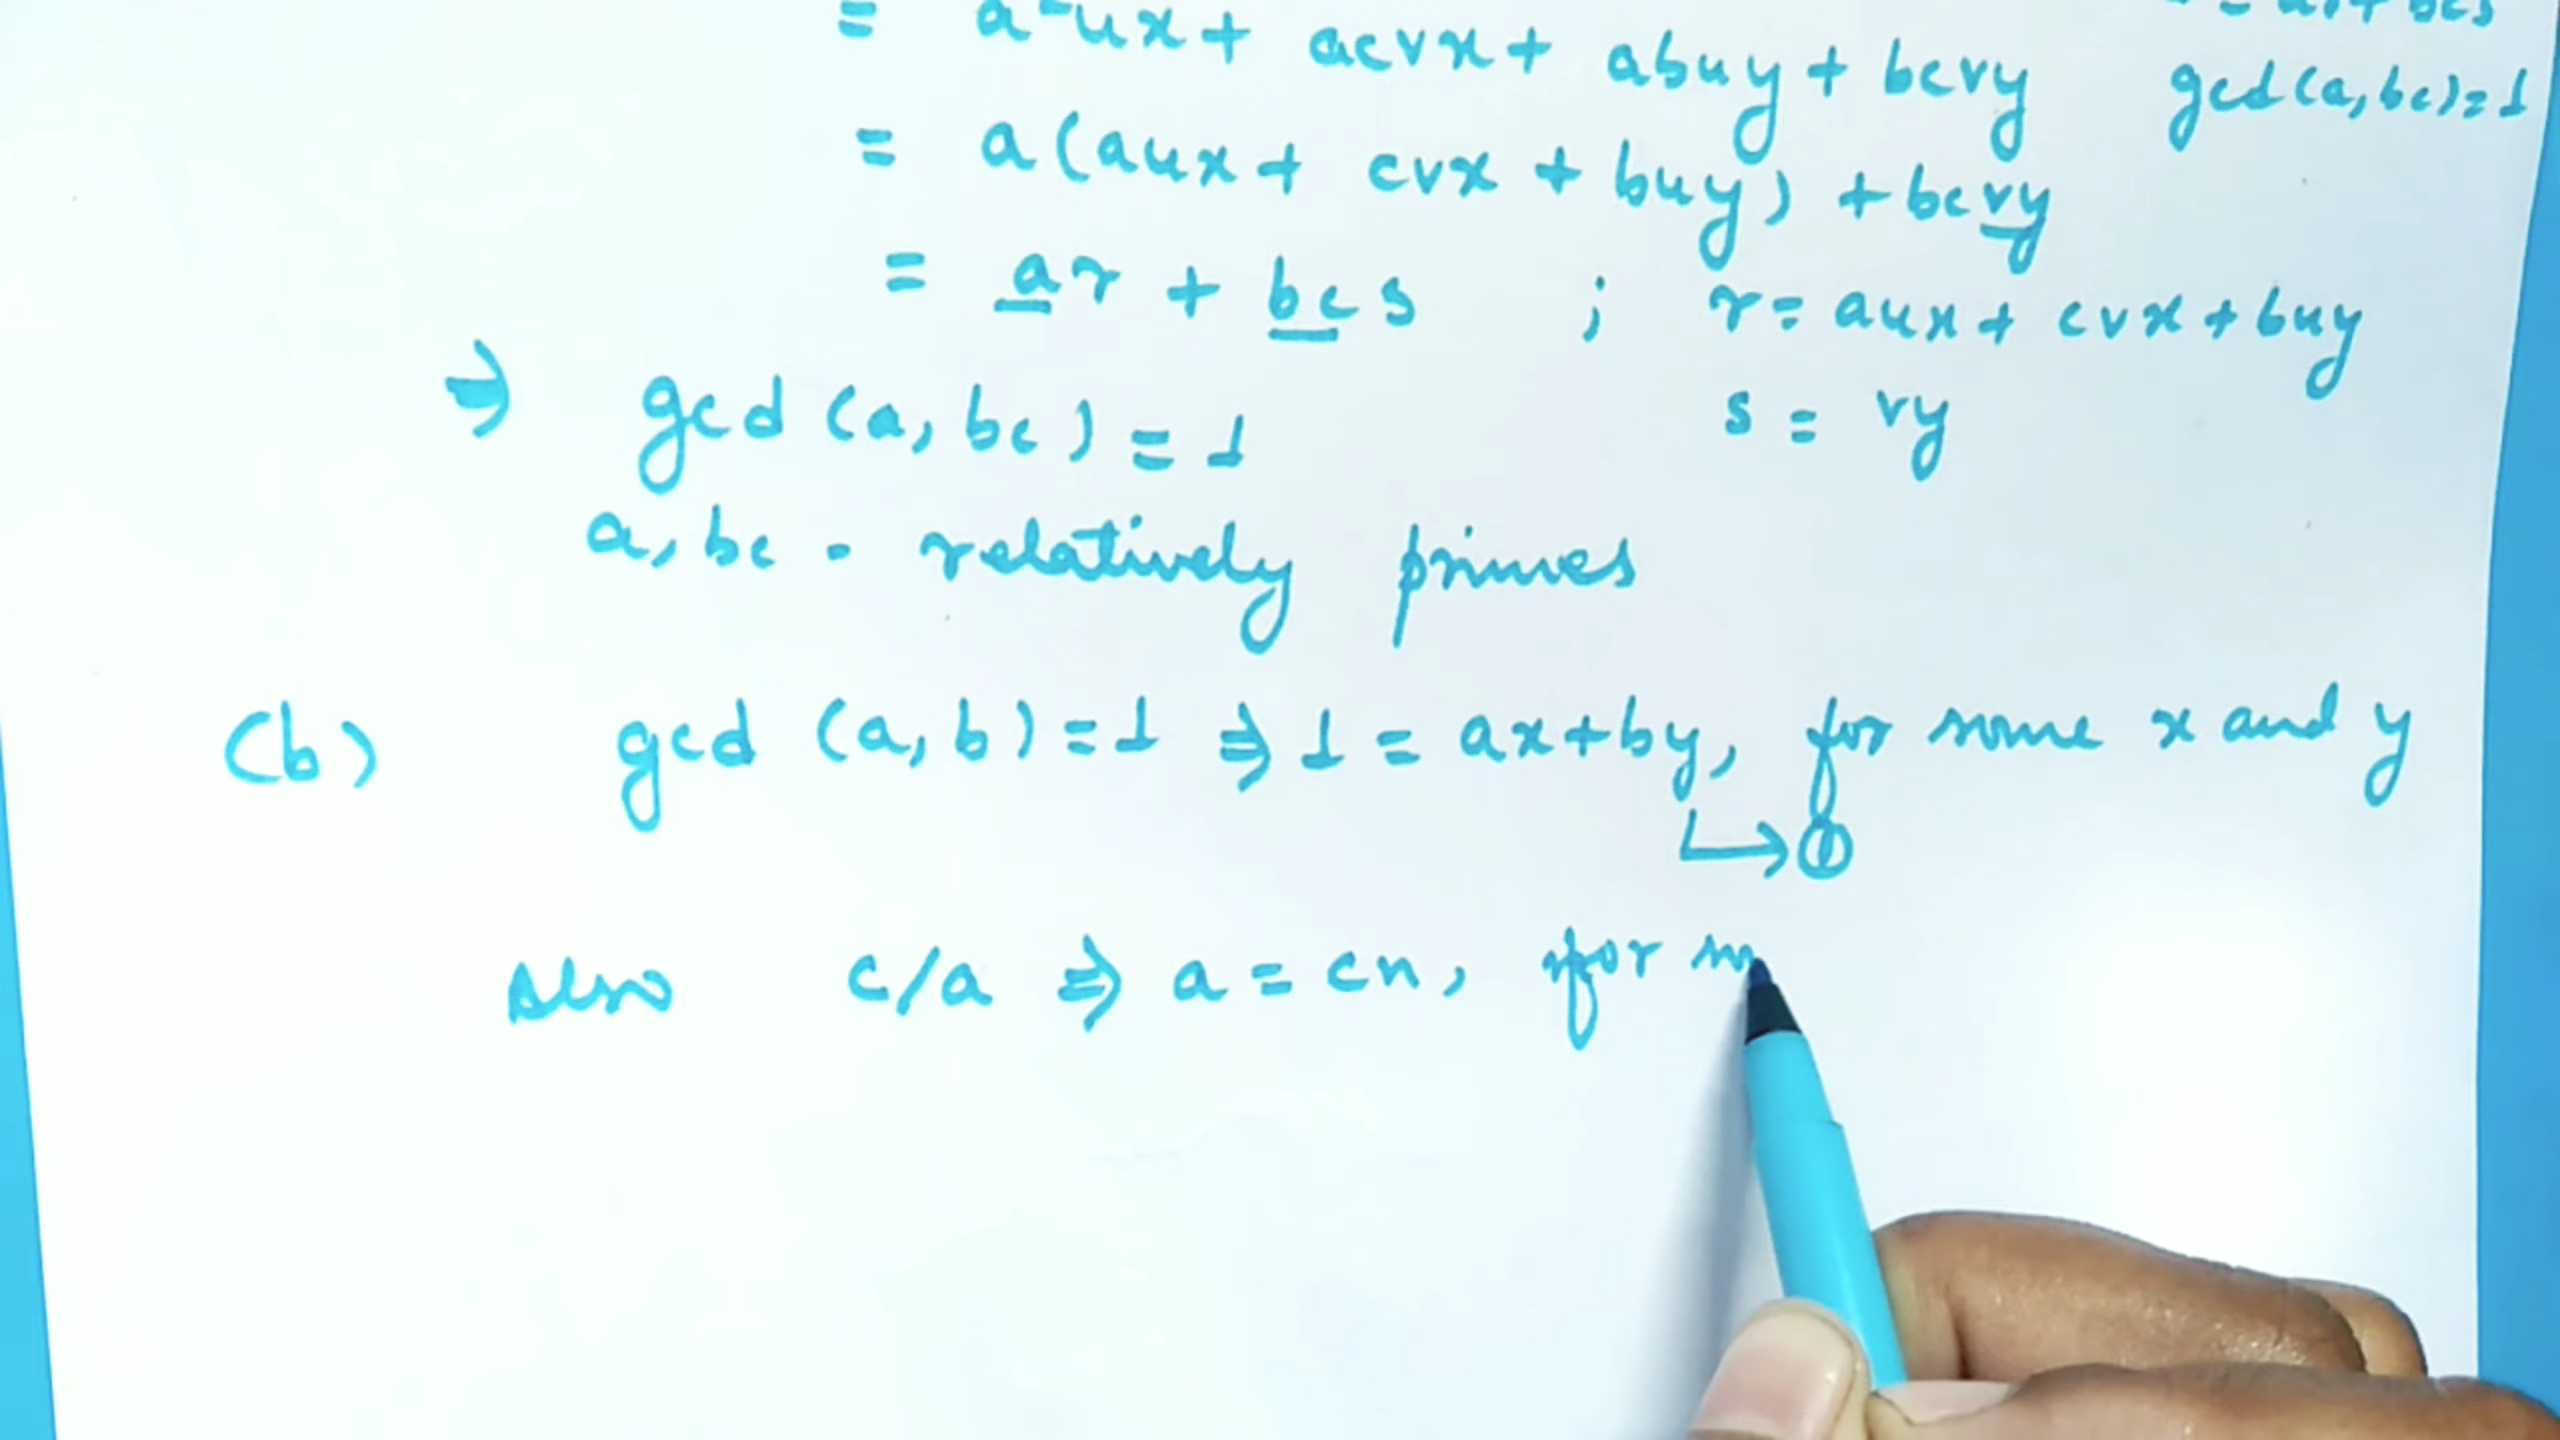 = a²ux + acvx + abuy + bcvy
gcd(a,bc)=1
= a(aux + cvx + buy) + bcvy
= ar + bcs ; r = aux + cvx + buy
⇒ gcd (a, bc) = 1 s = vy
a, bc - relatively primes
(b) gcd (a, b) = 1 ⇒ 1 = ax+by, for some x and y
↳ ①
Also c/a ⇒ a = cn, for